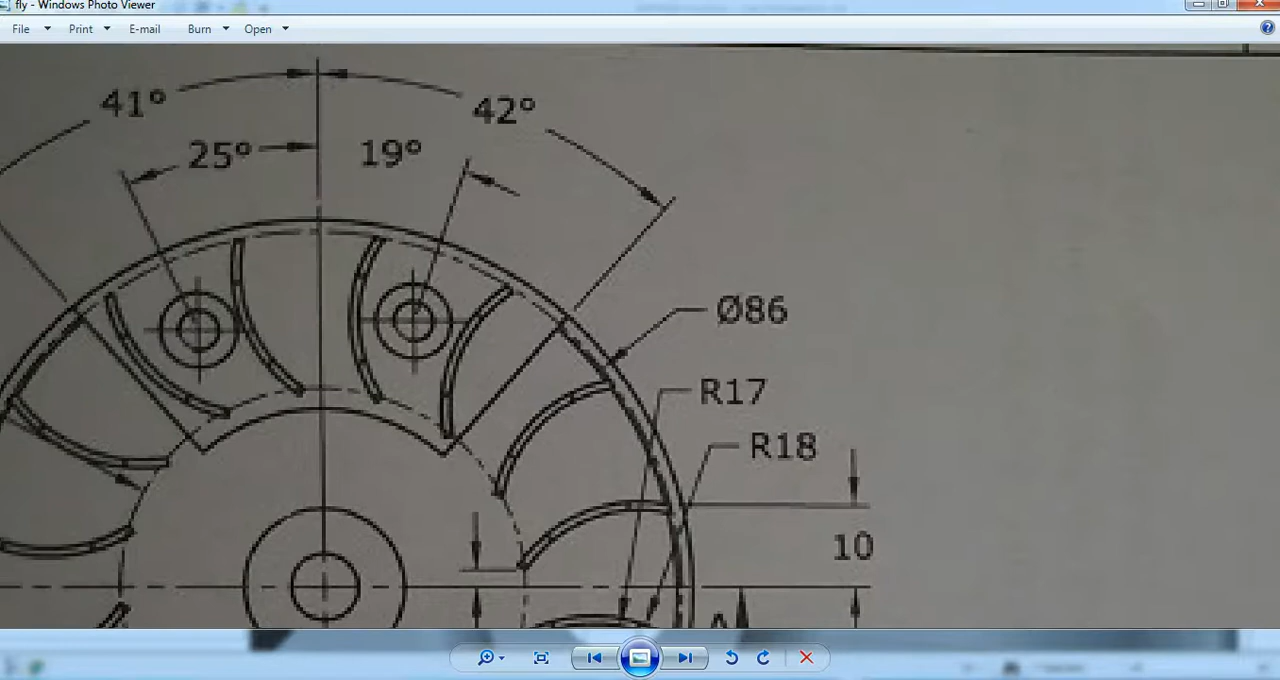 fly - Windows Photo Viewer
File Print E-mail Burn Open
41° 42°
25° 19°
Ø86
R17
R18
10